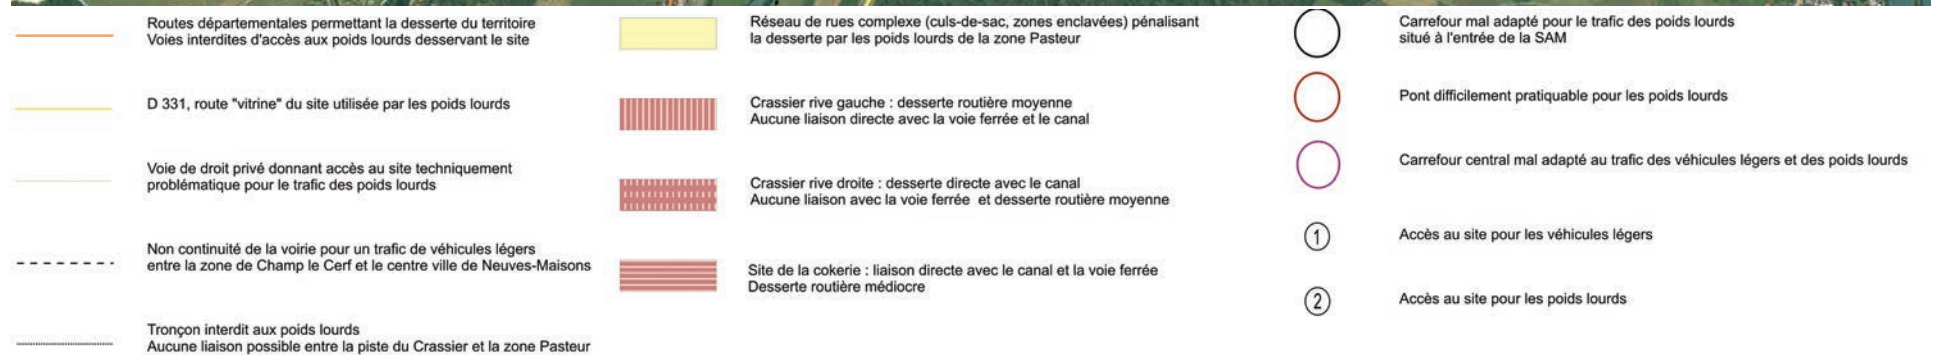 Routes départementales permettant la desserte du territoire
Voies interdites d'accès aux poids lourds desservant le site
D 331, route "vitrine" du site utilisée par les poids lourds
Voie de droit privé donnant accès au site techniquement
problématique pour le trafic des poids lourds
Non continuité de la voirie pour un trafic de véhicules légers
entre la zone de Champ le Cerf et le centre ville de Neuves-Maisons
Tronçon interdit aux poids lourds
Aucune liaison possible entre la piste du Crassier et la zone Pasteur
Réseau de rues complexe (culs-de-sac, zones enclavées) pénalisant
la desserte par les poids lourds de la zone Pasteur
Crassier rive gauche : desserte routière moyenne
Aucune liaison directe avec la voie ferrée et le canal
Crassier rive droite : desserte directe avec le canal
Aucune liaison avec la voie ferrée et desserte routière moyenne
Site de la cokerie : liaison directe avec le canal et la voie ferrée
Desserte routière médiocre
Carrefour mal adapté pour le trafic des poids lourds
situé à l'entrée de la SAM
Pont difficilement pratiquable pour les poids lourds
Carrefour central mal adapté au trafic des véhicules légers et des poids lourds
1 Accès au site pour les véhicules légers
2 Accès au site pour les poids lourds